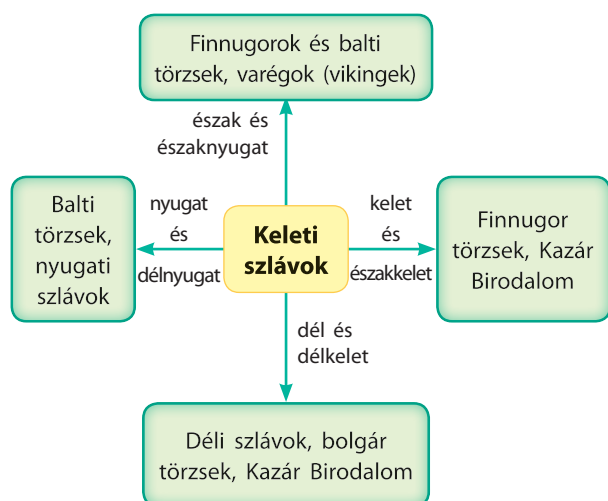 Finnugorok és balti
törzsek, varégok (vikingek)
észak és
északnyugat
Balti
törzsek,
nyugati
szlávok
nyugat
és
délnyugat
Keleti
szlávok
kelet
és
északkelet
Finnugor
törzsek, Kazár
Birodalom
dél és
délkelet
Déli szlávok, bolgár
törzsek, Kazár Birodalom